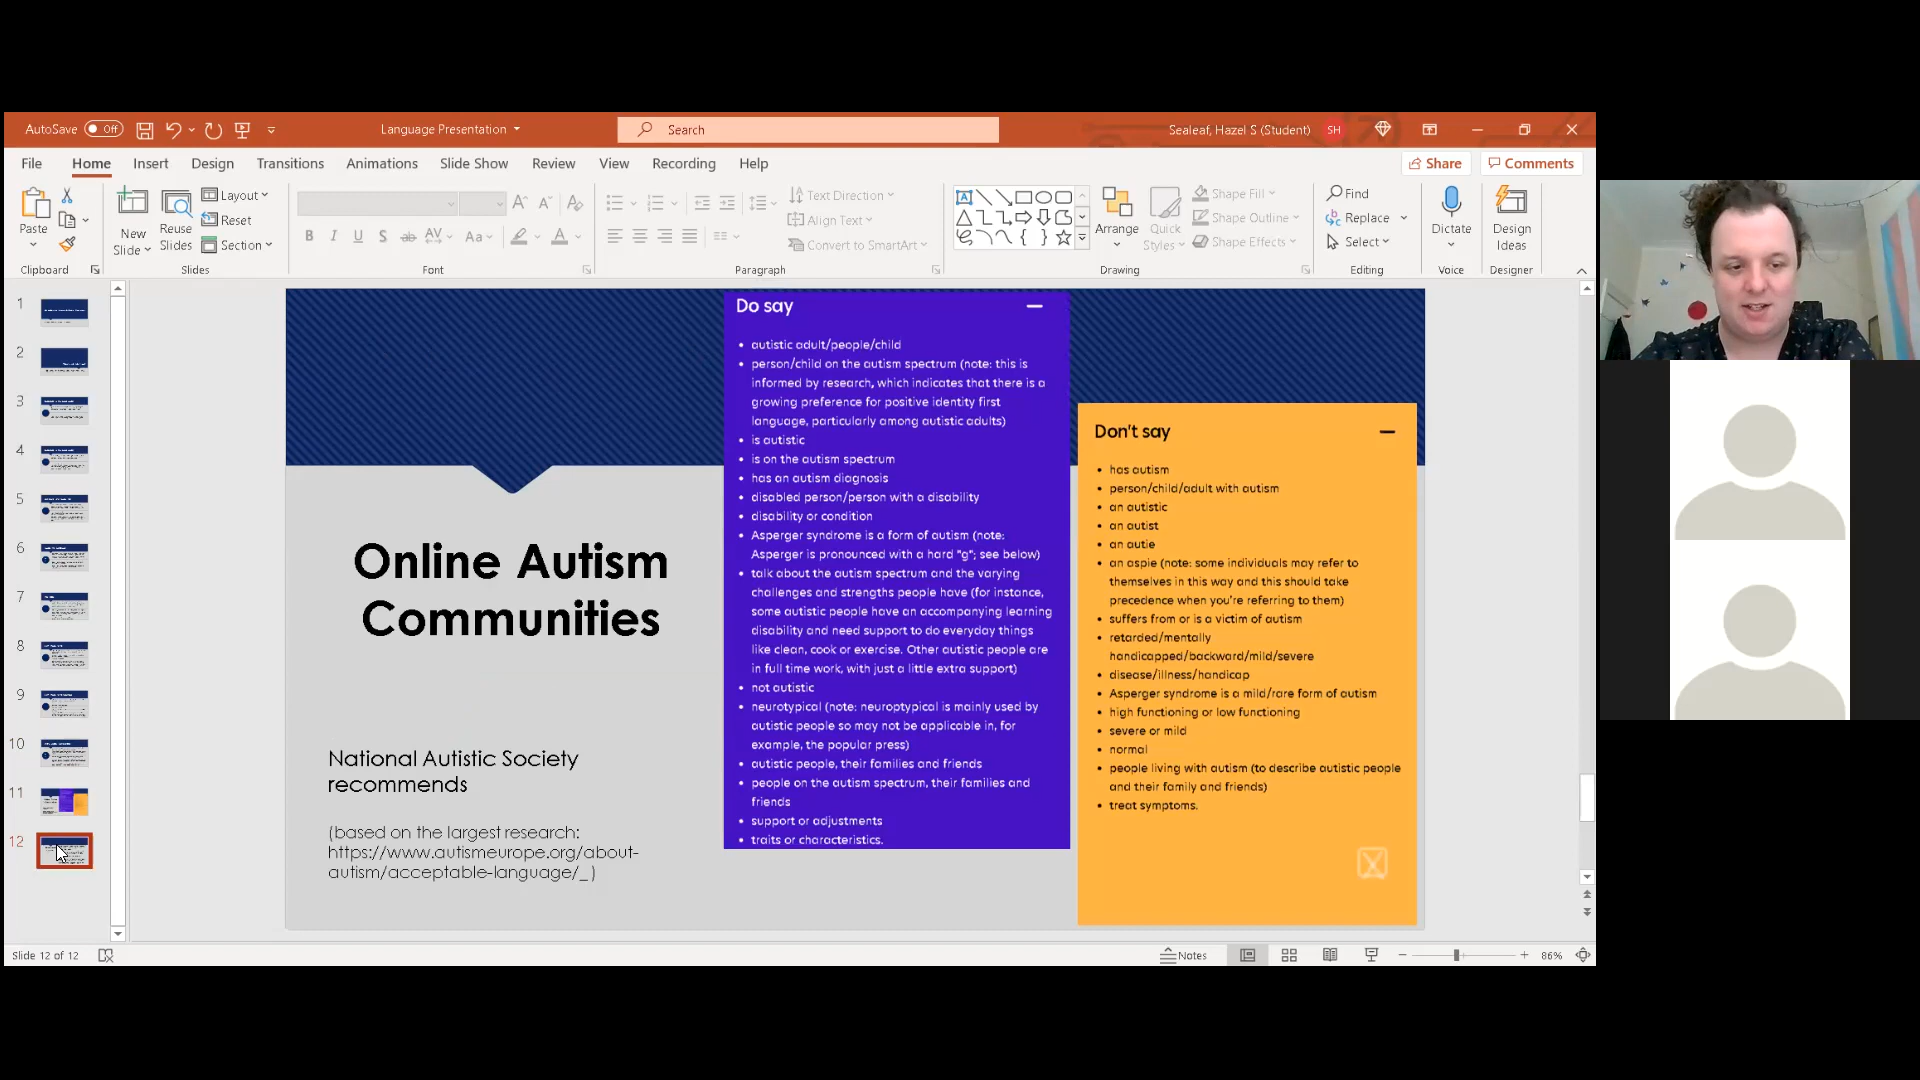 AutoSave Off
Language Presentation
Search
Sealeaf, Hazel S (Student)
SH
File Home Insert Design Transitions Animations Slide Show Review View Recording Help
Share
Comments
Paste
New
Slide
Reuse
Slides
Layout
Reset
Section
B I U S ab AV Aa A
Text Direction
Align Text
Convert to SmartArt
Arrange
Quick
Styles
Shape Fill
Shape Outline
Shape Effects
Find
Replace
Select
Dictate
Design
Ideas
Clipboard
Slides
Font
Paragraph
Drawing
Editing
Voice
Designer
1
2
3
4
5
6
7
8
9
10
11
12
Online Autism
Communities
National Autistic Society
recommends
(based on the largest research:
https://www.autismeurope.org/about-
autism/acceptable-language/_)
Do say
• autistic adult/people/child
• person/child on the autism spectrum (note: this is
informed by research, which indicates that there is a
growing preference for positive identity first
language, particularly among autistic adults)
• is autistic
• is on the autism spectrum
• has an autism diagnosis
• disabled person/person with a disability
• disability or condition
• Asperger syndrome is a form of autism (note:
Asperger is pronounced with a hard "g"; see below)
• talk about the autism spectrum and the varying
challenges and strengths people have (for instance,
some autistic people have an accompanying learning
disability and need support to do everyday things
like clean, cook or exercise. Other autistic people are
in full time work, with just a little extra support)
• not autistic
• neurotypical (note: neuroptypical is mainly used by
autistic people so may not be applicable in, for
example, the popular press)
• autistic people, their families and friends
• people on the autism spectrum, their families and
friends
• support or adjustments
• traits or characteristics.
Don't say
• has autism
• person/child/adult with autism
• an autistic
• an autist
• an autie
• an aspie (note: some individuals may refer to
themselves in this way and this should take
precedence when you're referring to them)
• suffers from or is a victim of autism
• retarded/mentally
handicapped/backward/mild/severe
• disease/illness/handicap
• Asperger syndrome is a mild/rare form of autism
• high functioning or low functioning
• severe or mild
• normal
• people living with autism (to describe autistic people
and their family and friends)
• treat symptoms.
Slide 12 of 12
Notes
86%